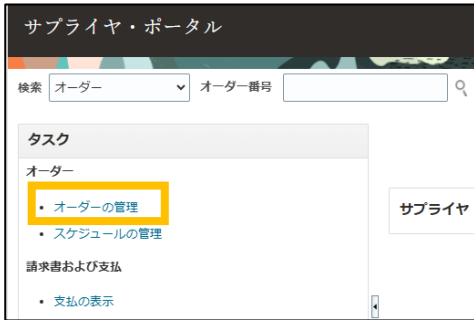 サプライヤ・ポータル
検索 オーダー オーダー番号
タスク
オーダー
• オーダーの管理
サプライヤ
• スケジュールの管理
請求書および支払
• 支払の表示